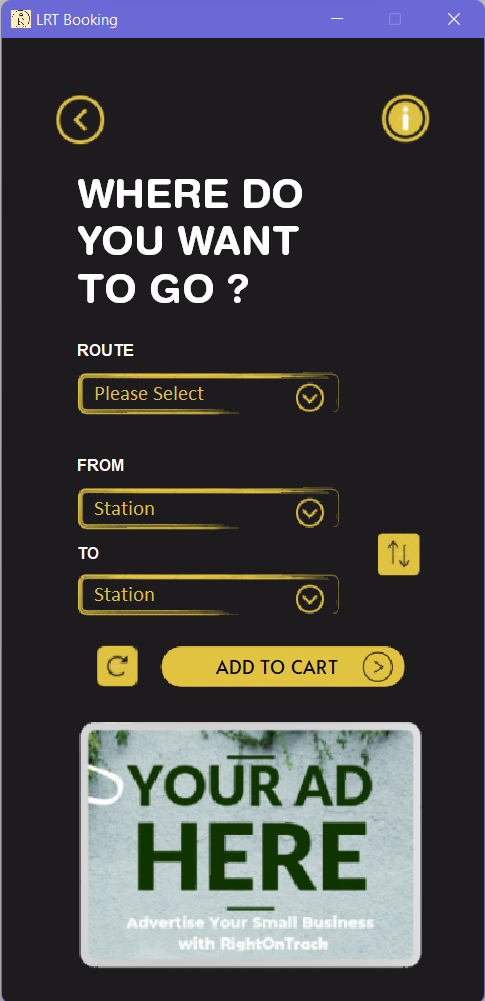 LRT Booking
WHERE DO
YOU WANT
TO GO ?
ROUTE
Please Select
FROM
Station
TO
Station
ADD TO CART
YOUR AD
HERE
Advertise Your Small Business
with RightOnTrack